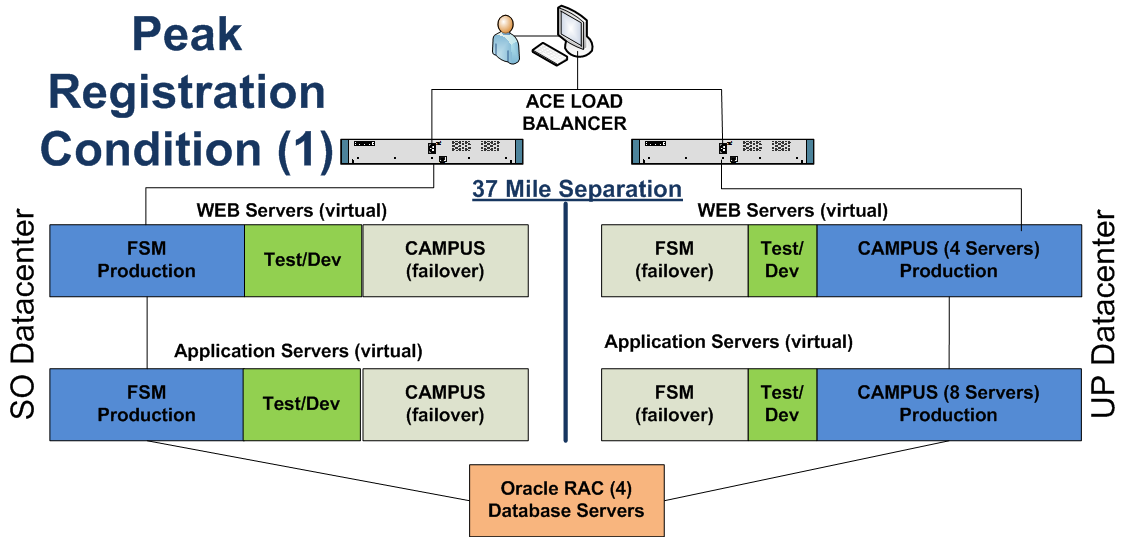 Peak
Registration
Condition (1)
ACE LOAD
BALANCER
37 Mile Separation
SO Datacenter
WEB Servers (virtual)
FSM
Production
Test/Dev
CAMPUS
(failover)
Application Servers (virtual)
FSM
Production
Test/Dev
CAMPUS
(failover)
UP Datacenter
WEB Servers (virtual)
FSM
(failover)
Test/
Dev
CAMPUS (4 Servers)
Production
Application Servers (virtual)
FSM
(failover)
Test/
Dev
CAMPUS (8 Servers)
Production
Oracle RAC (4)
Database Servers